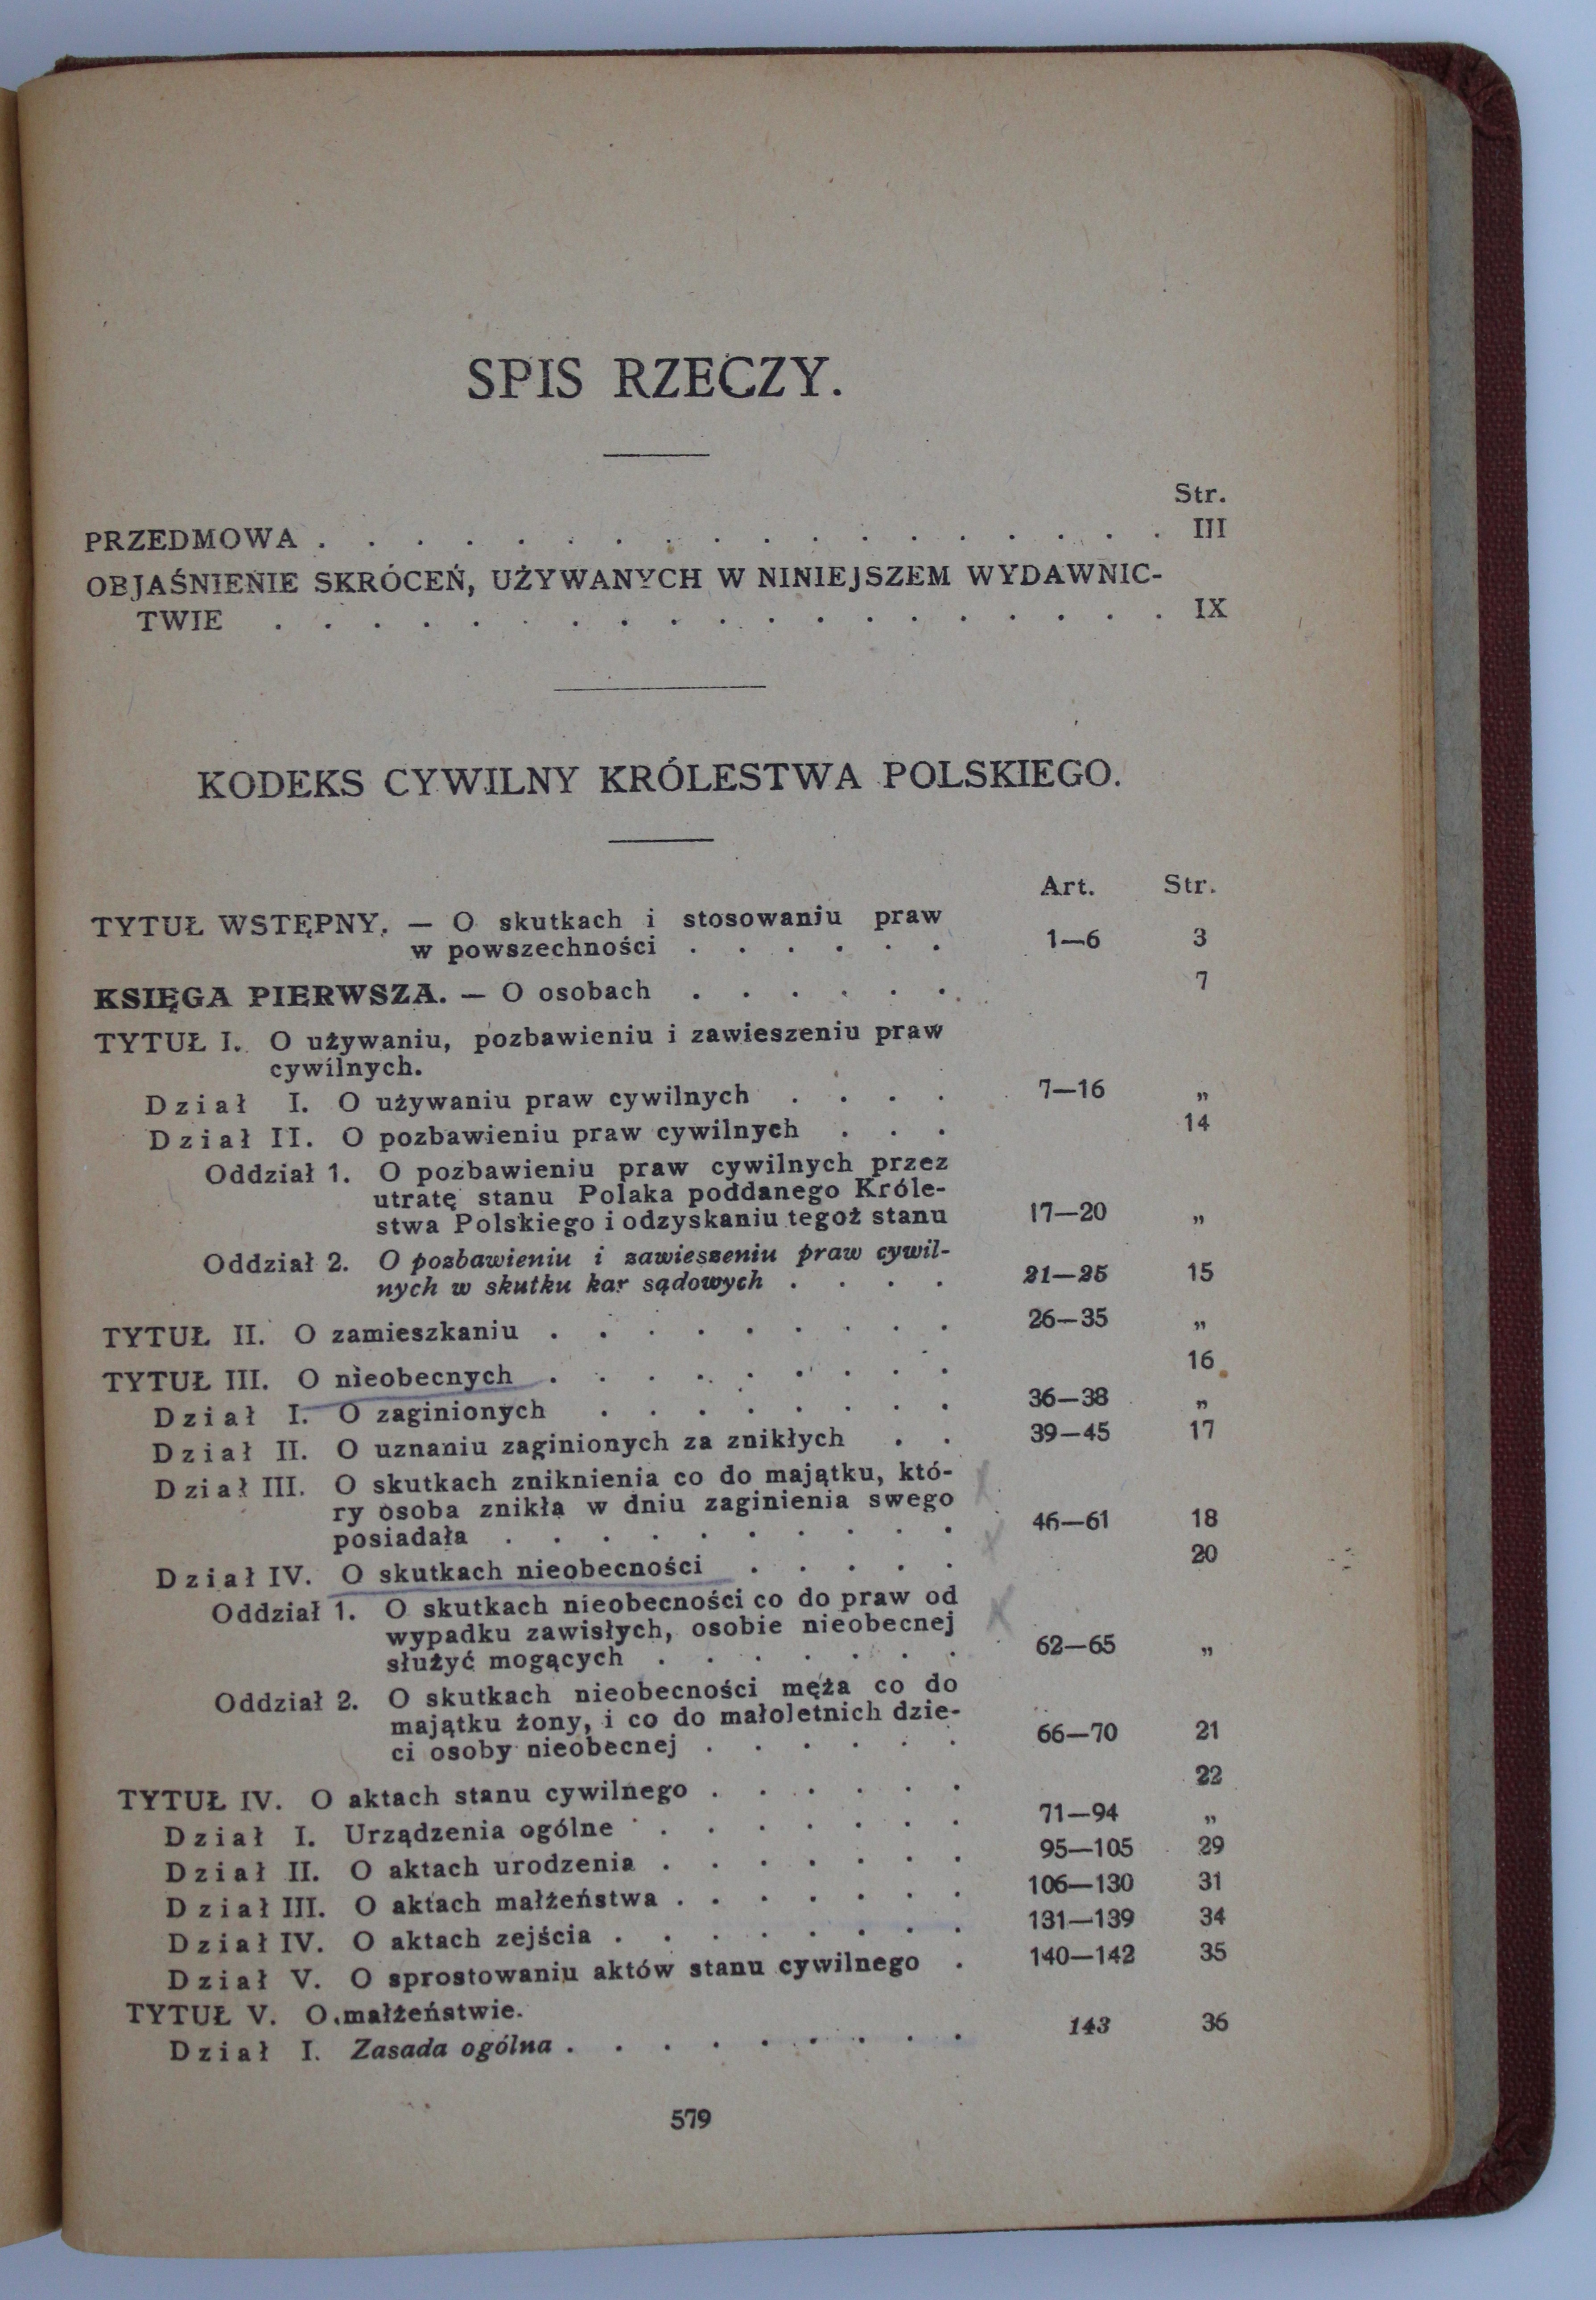 SPIS RZECZY.
Str.
PRZEDMOWA . . . . . . . . . . . . . . . . . . III
OBJAŚNIENIE SKRÓCEŃ, UŻYWANYCH W NINIEJSZEM WYDAWNIC-
TWIE . . . . . . . . . . . . . . . . . . . IX
KODEKS CYWILNY KRÓLESTWA POLSKIEGO.
Art. Str.
TYTUŁ WSTĘPNY. — O skutkach i stosowaniu praw
w powszechności . . . . . . 1—6 3
KSIĘGA PIERWSZA. — O osobach . . . . . . 7
TYTUŁ I. O używaniu, pozbawieniu i zawieszeniu praw
cywilnych.
Dział I. O używaniu praw cywilnych . . . . 7—16 „
Dział II. O pozbawieniu praw cywilnych . . . 14
Oddział 1. O pozbawieniu praw cywilnych przez
utratę stanu Polaka poddanego Króle-
stwa Polskiego i odzyskaniu tegoż stanu 17—20 „
Oddział 2. O pozbawieniu i zawieszeniu praw cywil-
nych w skutku kar sądowych . . . . 21—25 15
TYTUŁ II. O zamieszkaniu . . . . . . . . . 26—35 „
TYTUŁ III. O nieobecnych . . . . . . . . . 16
Dział I. O zaginionych . . . . . . . . 36—38 „
Dział II. O uznaniu zaginionych za znikłych . . 39—45 17
Dział III. O skutkach zniknienia co do majątku, któ-
ry osoba znikła w dniu zaginienia swego
posiadała . . . . . . . . . . 46—61 18
Dział IV. O skutkach nieobecności . . . . . 20
Oddział 1. O skutkach nieobecności co do praw od
wypadku zawisłych, osobie nieobecnej
służyć mogących . . . . . . . 62—65 „
Oddział 2. O skutkach nieobecności męża co do
majątku żony, i co do małoletnich dzie-
ci osoby nieobecnej . . . . . . 66—70 21
TYTUŁ IV. O aktach stanu cywilnego . . . . . . 22
Dział I. Urządzenia ogólne . . . . . . . 71—94 „
Dział II. O aktach urodzenia . . . . . . . 95—105 29
Dział III. O aktach małżeństwa . . . . . . . 106—130 31
Dział IV. O aktach zejścia . . . . . . . . 131—139 34
Dział V. O sprostowaniu aktów stanu cywilnego . 140—142 35
TYTUŁ V. O małżeństwie.
Dział I. Zasada ogólna . . . . . . . . . 143 36
579